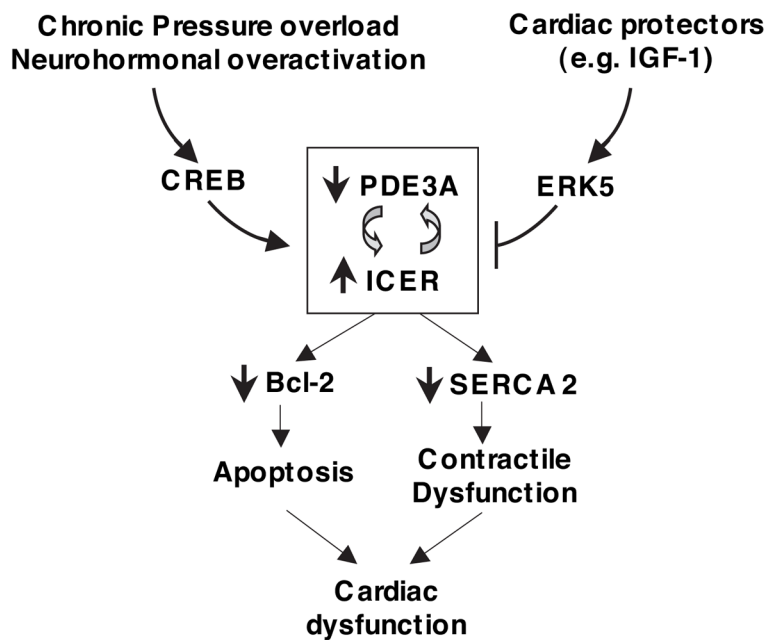 Chronic Pressure overload
Neurohormonal overactivation
Cardiac protectors
(e.g. IGF-1)
CREB
PDE3A
ERK5
ICER
Bcl-2
SERCA2
Apoptosis
Contractile
Dysfunction
Cardiac
dysfunction